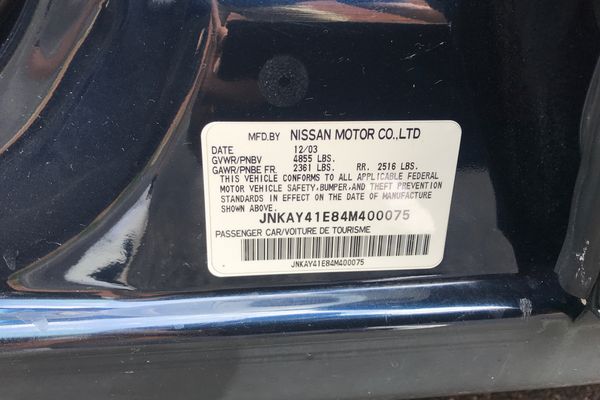 MFD.BY NISSAN MOTOR CO.,LTD
DATE 12/03
GVWR/PNBV 4855 LBS.
GAWR/PNBE FR. 2361 LBS. RR. 2516 LBS.
THIS VEHICLE CONFORMS TO ALL APPLICABLE FEDERAL
MOTOR VEHICLE SAFETY,BUMPER,AND THEFT PREVENTION
STANDARDS IN EFFECT ON THE DATE OF MANUFACTURE
SHOWN ABOVE.
JNKAY41E84M400075
PASSENGER CAR/VOITURE DE TOURISME
JNKAY41E84M400075